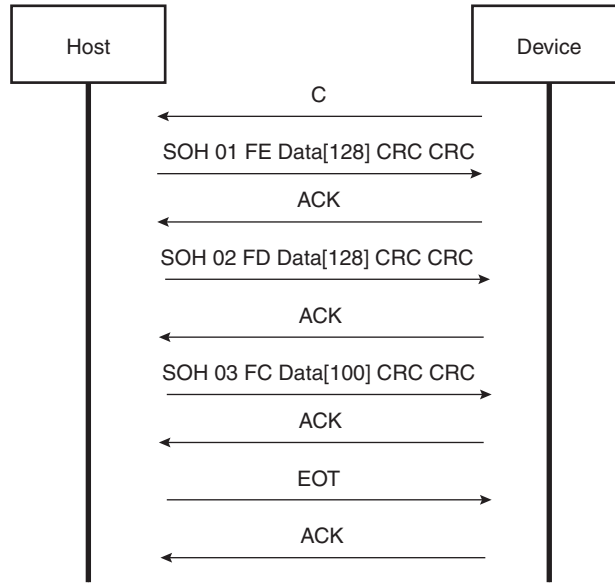 Host
Device
C
SOH 01 FE Data[128] CRC CRC
ACK
SOH 02 FD Data[128] CRC CRC
ACK
SOH 03 FC Data[100] CRC CRC
ACK
EOT
ACK